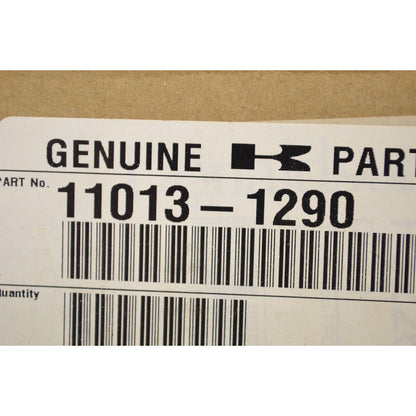 GENUINE K PART
PART No. 11013-1290
Quantity